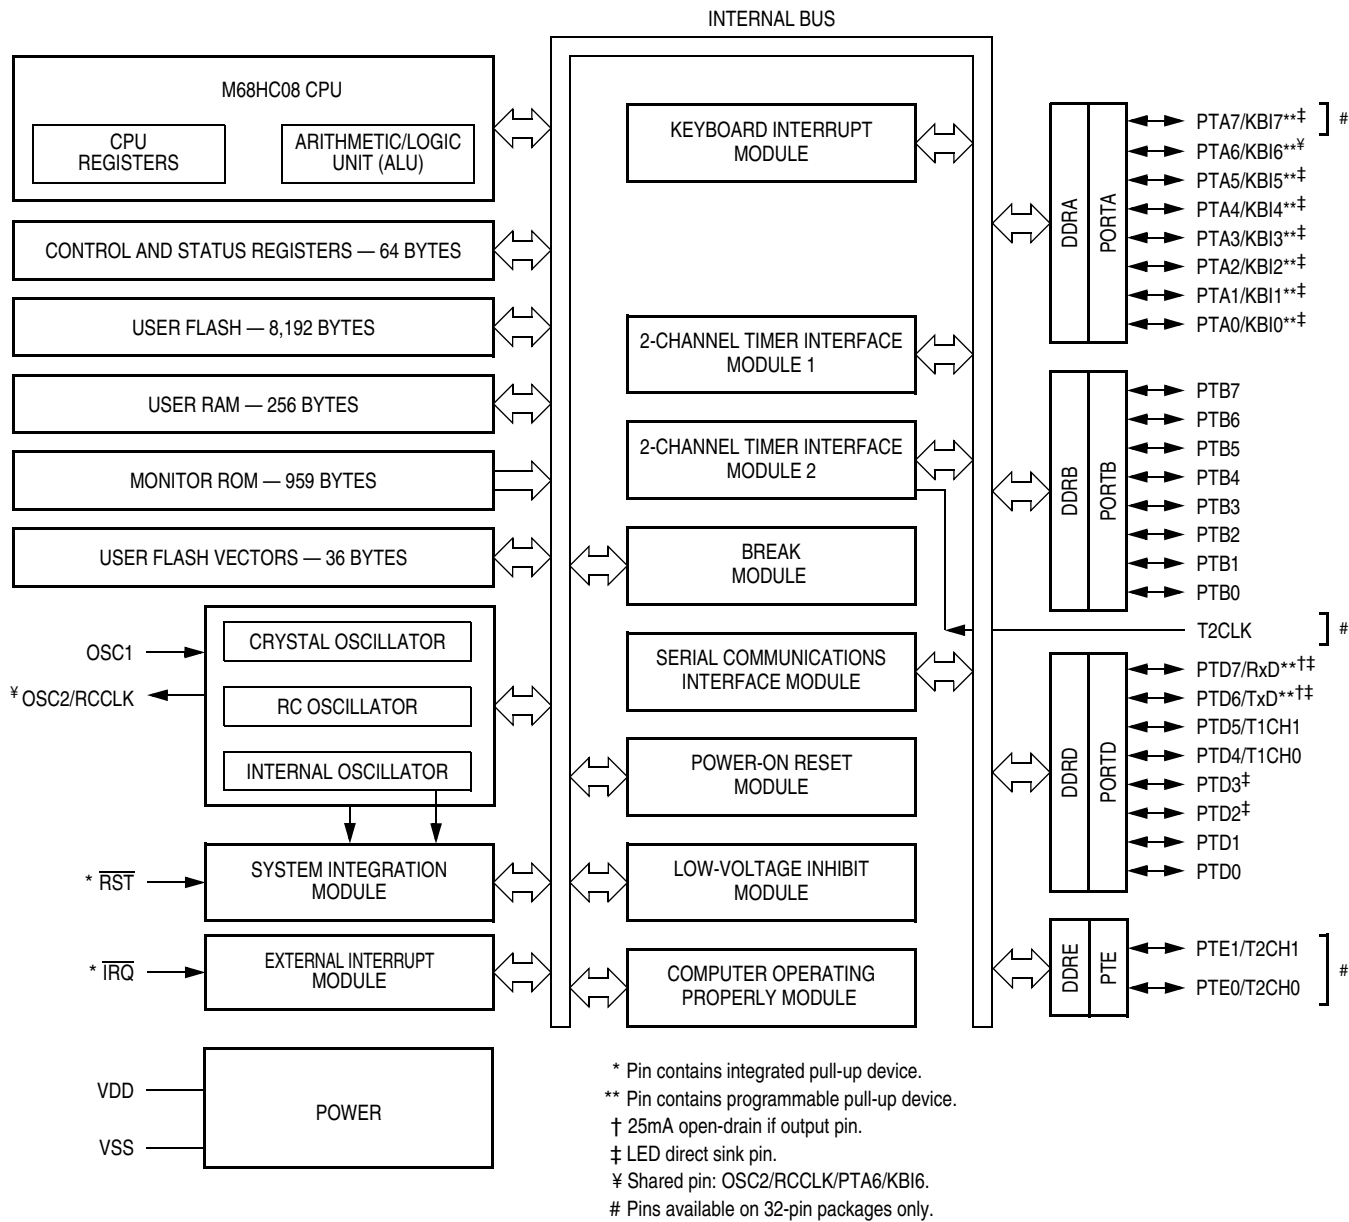 INTERNAL BUS
M68HC08 CPU
CPU
REGISTERS
ARITHMETIC/LOGIC
UNIT (ALU)
CONTROL AND STATUS REGISTERS — 64 BYTES
USER FLASH — 8,192 BYTES
USER RAM — 256 BYTES
MONITOR ROM — 959 BYTES
USER FLASH VECTORS — 36 BYTES
OSC1
¥ OSC2/RCCLK
CRYSTAL OSCILLATOR
RC OSCILLATOR
INTERNAL OSCILLATOR
* RST
SYSTEM INTEGRATION
MODULE
* IRQ
EXTERNAL INTERRUPT
MODULE
VDD
VSS
POWER
KEYBOARD INTERRUPT
MODULE
2-CHANNEL TIMER INTERFACE
MODULE 1
2-CHANNEL TIMER INTERFACE
MODULE 2
BREAK
MODULE
SERIAL COMMUNICATIONS
INTERFACE MODULE
POWER-ON RESET
MODULE
LOW-VOLTAGE INHIBIT
MODULE
COMPUTER OPERATING
PROPERLY MODULE
DDRA
PORTA
PTA7/KBI7**‡
#
PTA6/KBI6**¥
PTA5/KBI5**‡
PTA4/KBI4**‡
PTA3/KBI3**‡
PTA2/KBI2**‡
PTA1/KBI1**‡
PTA0/KBI0**‡
DDRB
PORTB
PTB7
PTB6
PTB5
PTB4
PTB3
PTB2
PTB1
PTB0
T2CLK
#
DDRD
PORTD
PTD7/RxD**†‡
PTD6/TxD**†‡
PTD5/T1CH1
PTD4/T1CH0
PTD3‡
PTD2‡
PTD1
PTD0
DDRE
PTE
PTE1/T2CH1
PTE0/T2CH0
#
* Pin contains integrated pull-up device.
** Pin contains programmable pull-up device.
† 25mA open-drain if output pin.
‡ LED direct sink pin.
¥ Shared pin: OSC2/RCCLK/PTA6/KBI6.
# Pins available on 32-pin packages only.